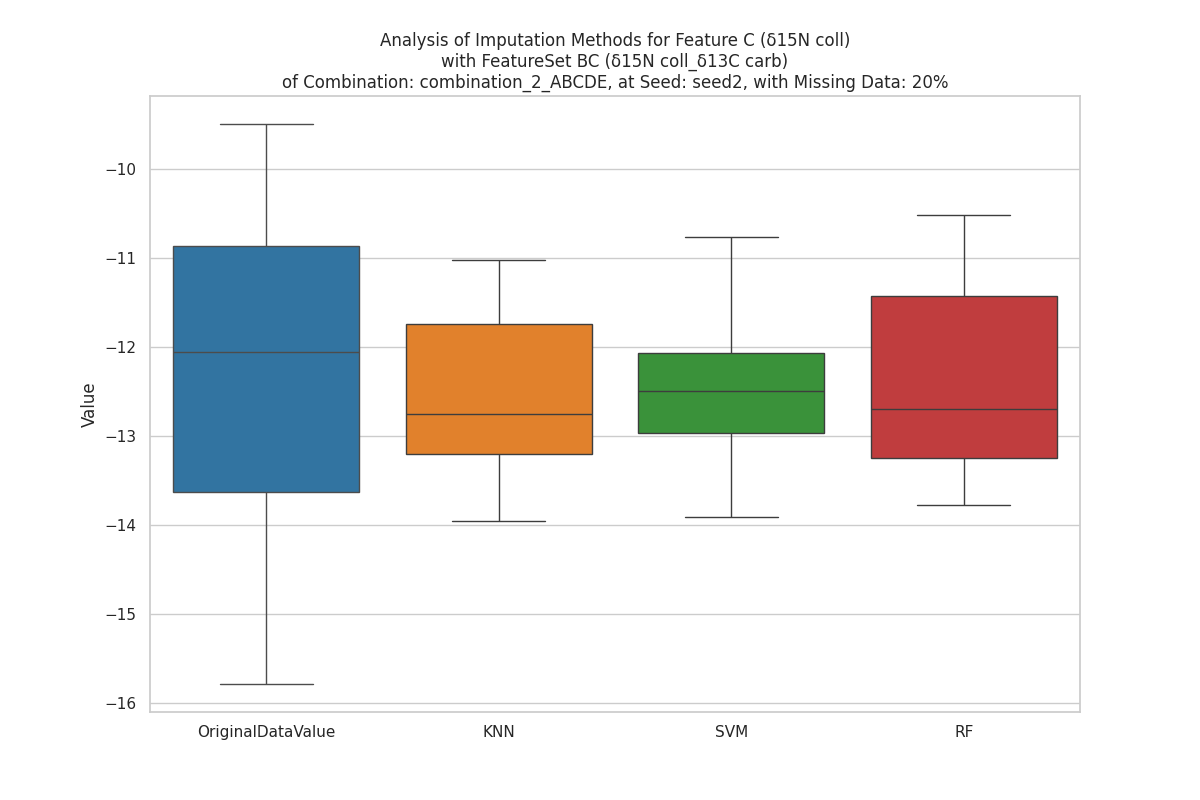 Analysis of Imputation Methods for Feature C (δ15N coll)
with FeatureSet BC (δ15N coll_δ13C carb)
of Combination: combination_2_ABCDE, at Seed: seed2, with Missing Data: 20%
Value
−10
−11
−12
−13
−14
−15
−16
OriginalDataValue
KNN
SVM
RF